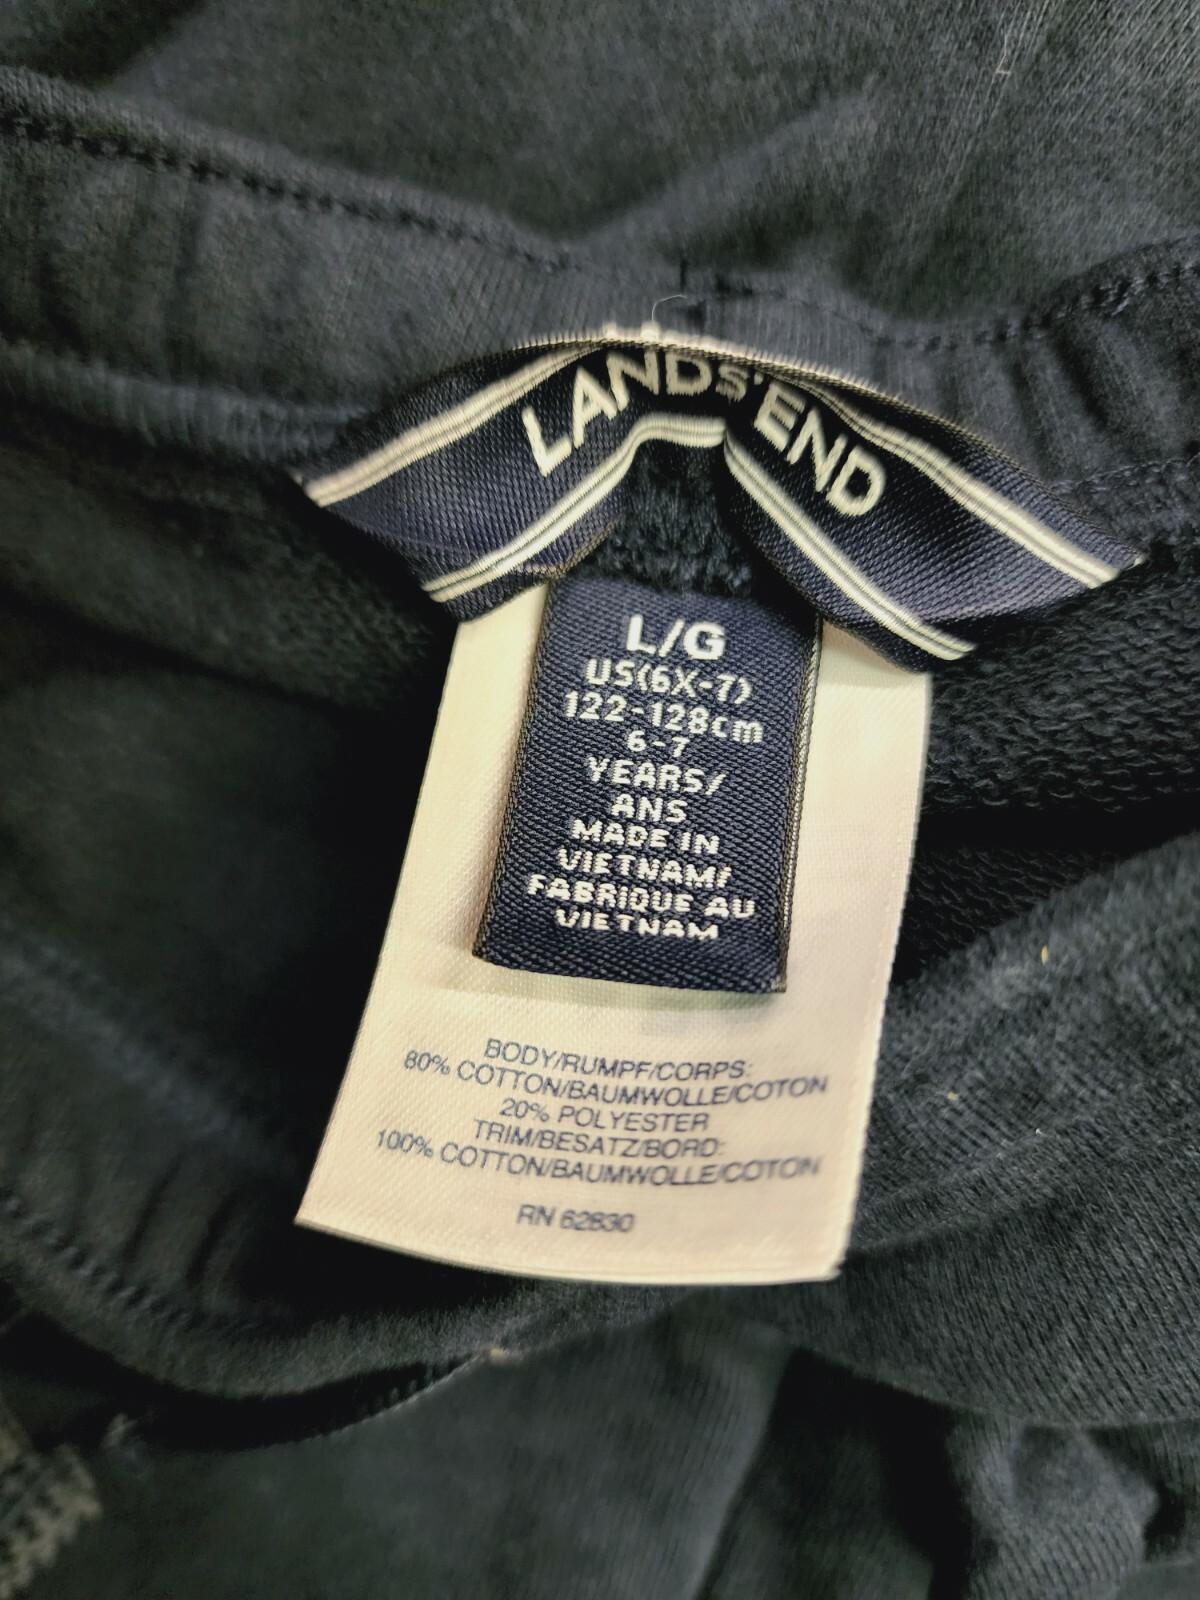 LANDS' END
L/G
US(6X-7)
122-128cm
6-7
YEARS/
ANS
MADE IN
VIETNAM/
FABRIQUE AU
VIETNAM
BODY/RUMPF/CORPS:
80% COTTON/BAUMWOLLE/COTON
20% POLYESTER
TRIM/BESATZ/BORD:
100% COTTON/BAUMWOLLE/COTON
RN 62830